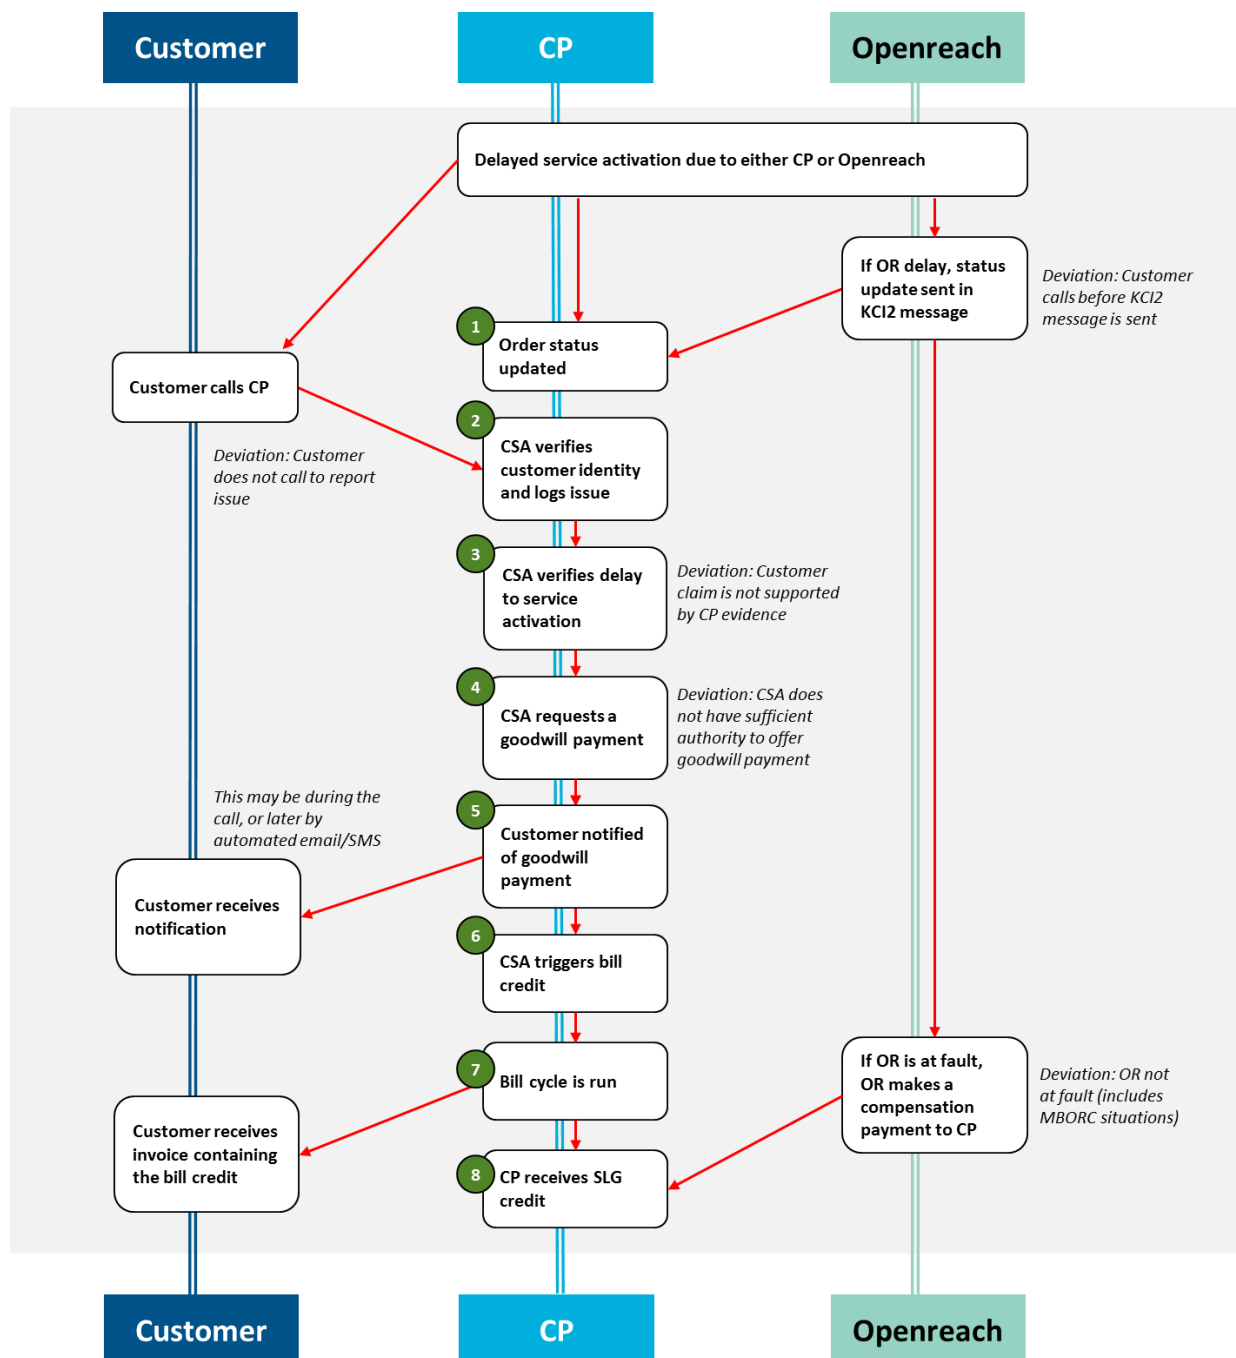 Customer
CP
Openreach
Delayed service activation due to either CP or Openreach
If OR delay, status
update sent in
KCI2 message
Deviation: Customer
calls before KCI2
message is sent
1
Order status
updated
Customer calls CP
Deviation: Customer
does not call to report
issue
2
CSA verifies
customer identity
and logs issue
3
CSA verifies delay
to service
activation
Deviation: Customer
claim is not supported
by CP evidence
4
CSA requests a
goodwill payment
Deviation: CSA does
not have sufficient
authority to offer
goodwill payment
This may be during the
call, or later by
automated email/SMS
5
Customer notified
of goodwill
payment
Customer receives
notification
6
CSA triggers bill
credit
7
Bill cycle is run
If OR is at fault,
OR makes a
compensation
payment to CP
Deviation: OR not
at fault (includes
MBORC situations)
Customer receives
invoice containing
the bill credit
8
CP receives SLG
credit
Customer
CP
Openreach